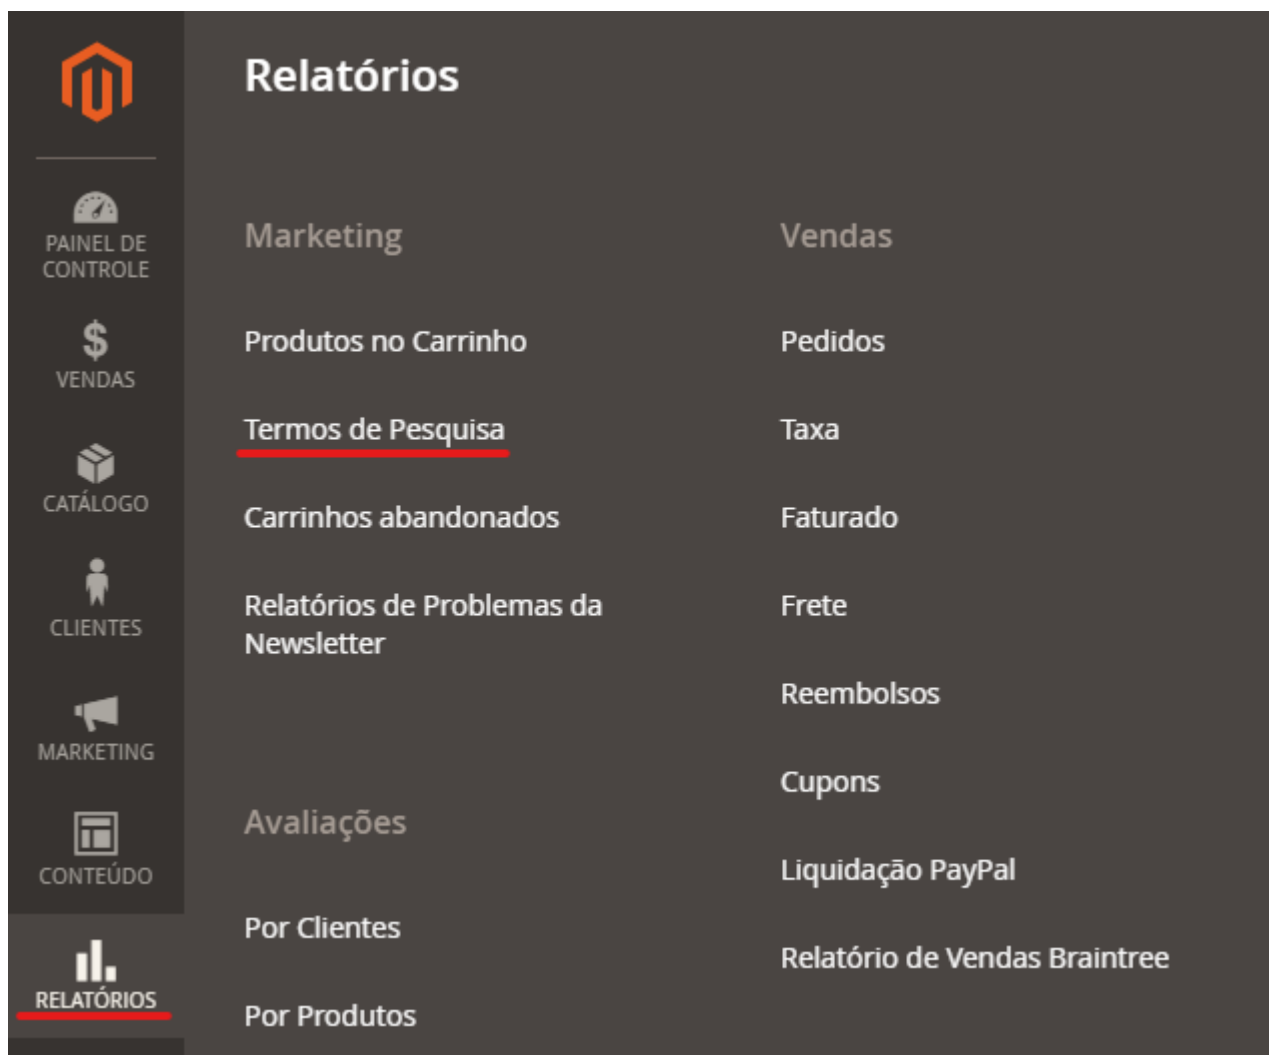 Relatórios
PAINEL DE
CONTROLE
VENDAS
CATÁLOGO
CLIENTES
MARKETING
CONTEÚDO
RELATÓRIOS
Marketing
Produtos no Carrinho
Termos de Pesquisa
Carrinhos abandonados
Relatórios de Problemas da
Newsletter
Avaliações
Por Clientes
Por Produtos
Vendas
Pedidos
Taxa
Faturado
Frete
Reembolsos
Cupons
Liquidação PayPal
Relatório de Vendas Braintree